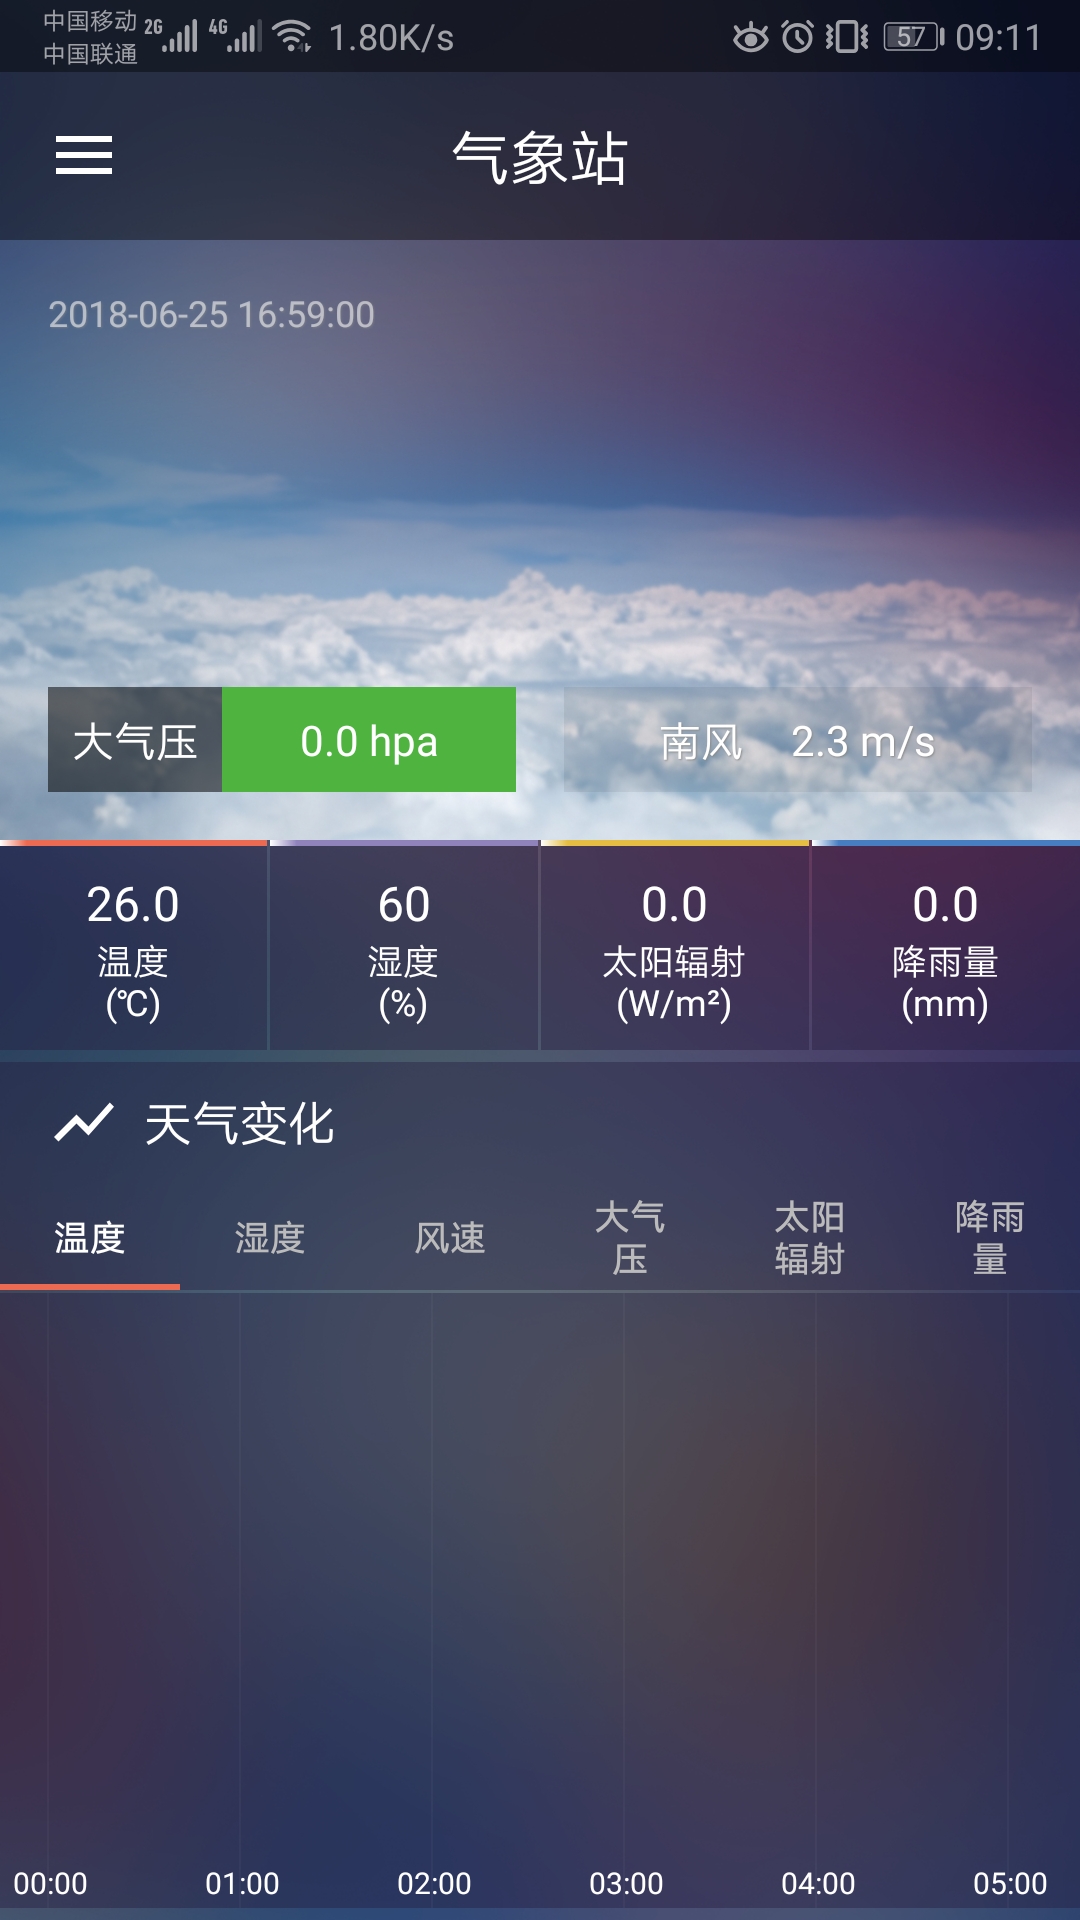 中国移动 2G 4G 1.80K/s 57 09:11
中国联通
气象站
2018-06-25 16:59:00
大气压 0.0 hpa 南风 2.3 m/s
26.0 60 0.0 0.0
温度 湿度 太阳辐射 降雨量
(℃) (%) (W/m²) (mm)
天气变化
温度 湿度 风速 大气压 太阳辐射 降雨量
00:00 01:00 02:00 03:00 04:00 05:00